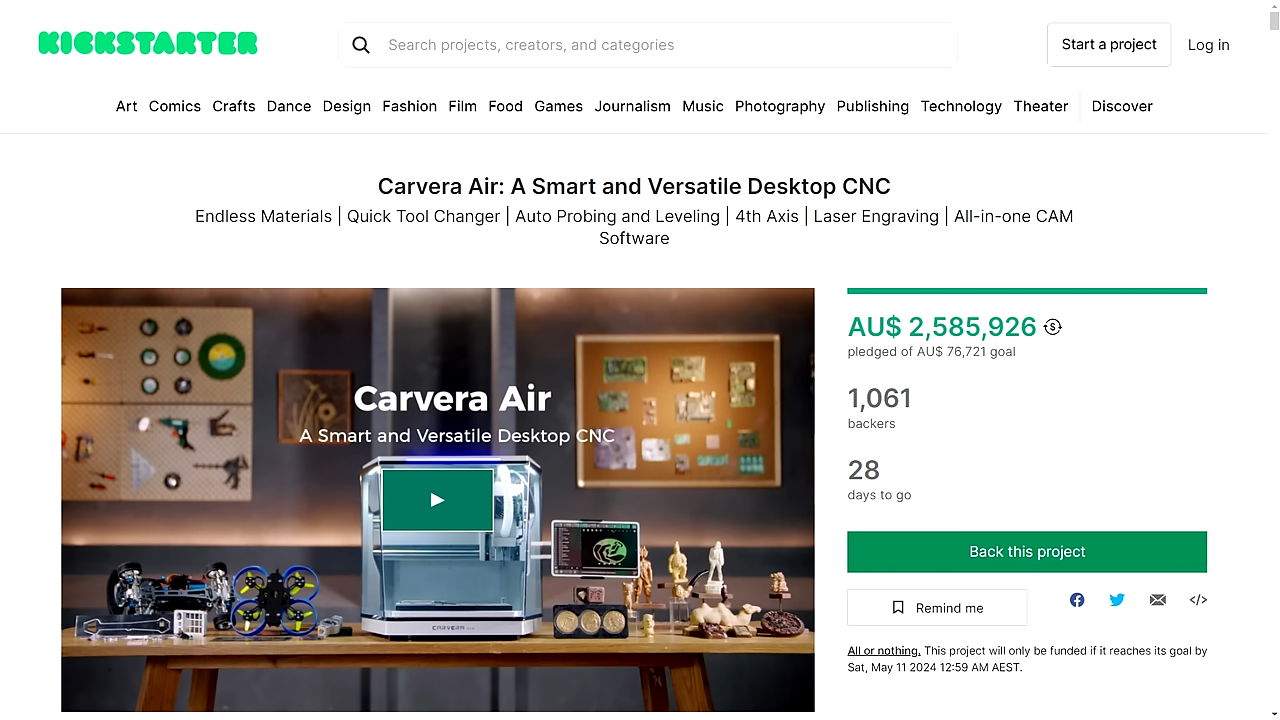 KICKSTARTER
Search projects, creators, and categories
Start a project
Log in
Art Comics Crafts Dance Design Fashion Film Food Games Journalism Music Photography Publishing Technology Theater Discover
Carvera Air: A Smart and Versatile Desktop CNC
Endless Materials | Quick Tool Changer | Auto Probing and Leveling | 4th Axis | Laser Engraving | All-in-one CAM
Software
Carvera Air
A Smart and Versatile Desktop CNC
CARVERA
AU$ 2,585,926
pledged of AU$ 76,721 goal
1,061
backers
28
days to go
Back this project
Remind me
All or nothing. This project will only be funded if it reaches its goal by
Sat, May 11 2024 12:59 AM AEST.